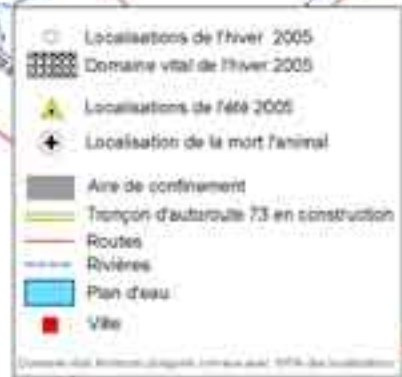 Localisations de l'hiver 2005
Domaine vital de l'hiver 2005
Localisations de l'été 2005
Localisation de la mort l'animal
Aire de confinement
Tronçon d'autoroute 73 en construction
Routes
Rivières
Plan d'eau
Ville